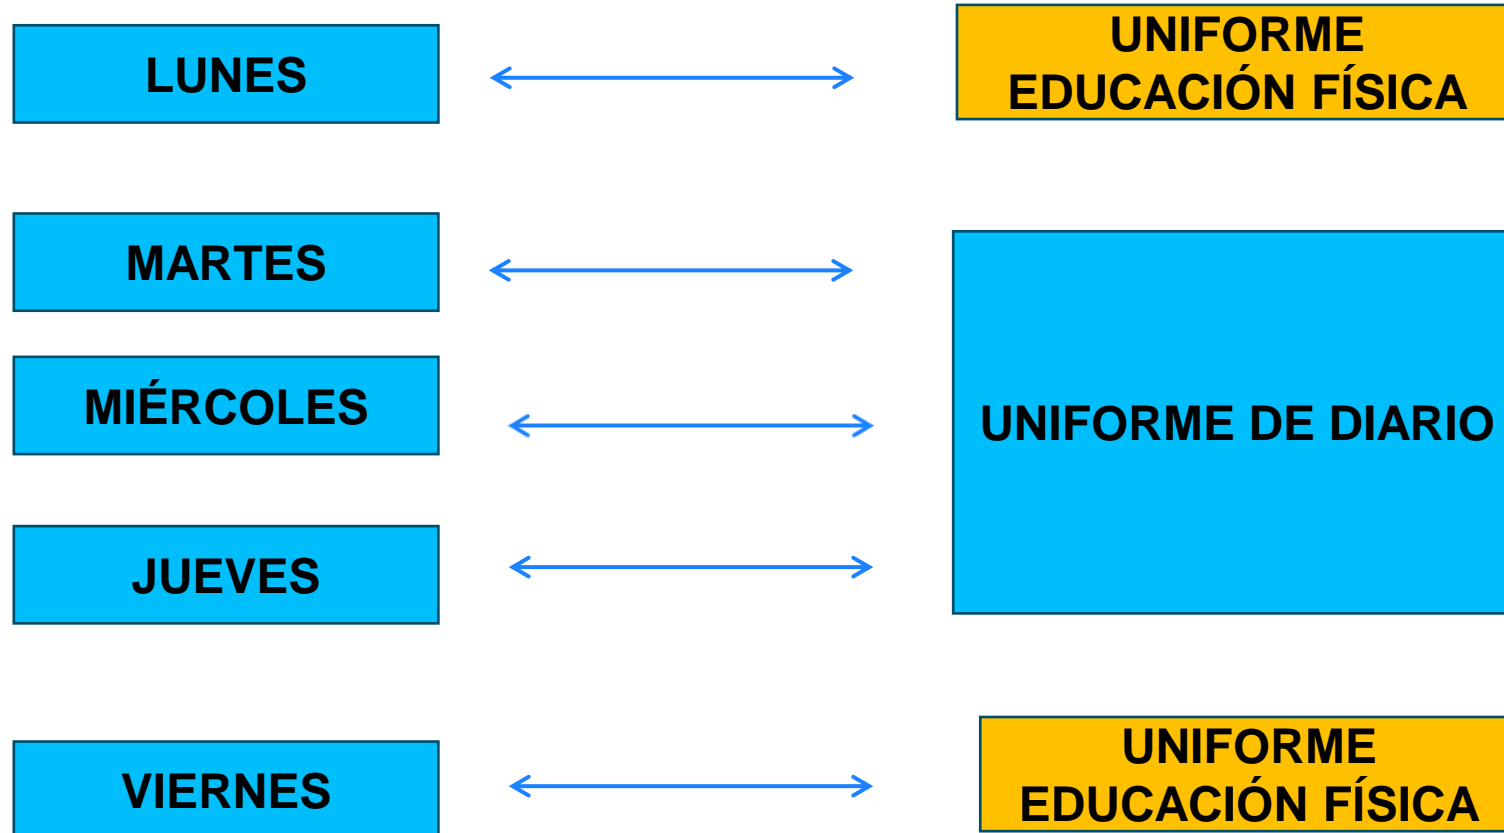 LUNES
UNIFORME
EDUCACIÓN FÍSICA
MARTES
MIÉRCOLES
UNIFORME DE DIARIO
JUEVES
VIERNES
UNIFORME
EDUCACIÓN FÍSICA